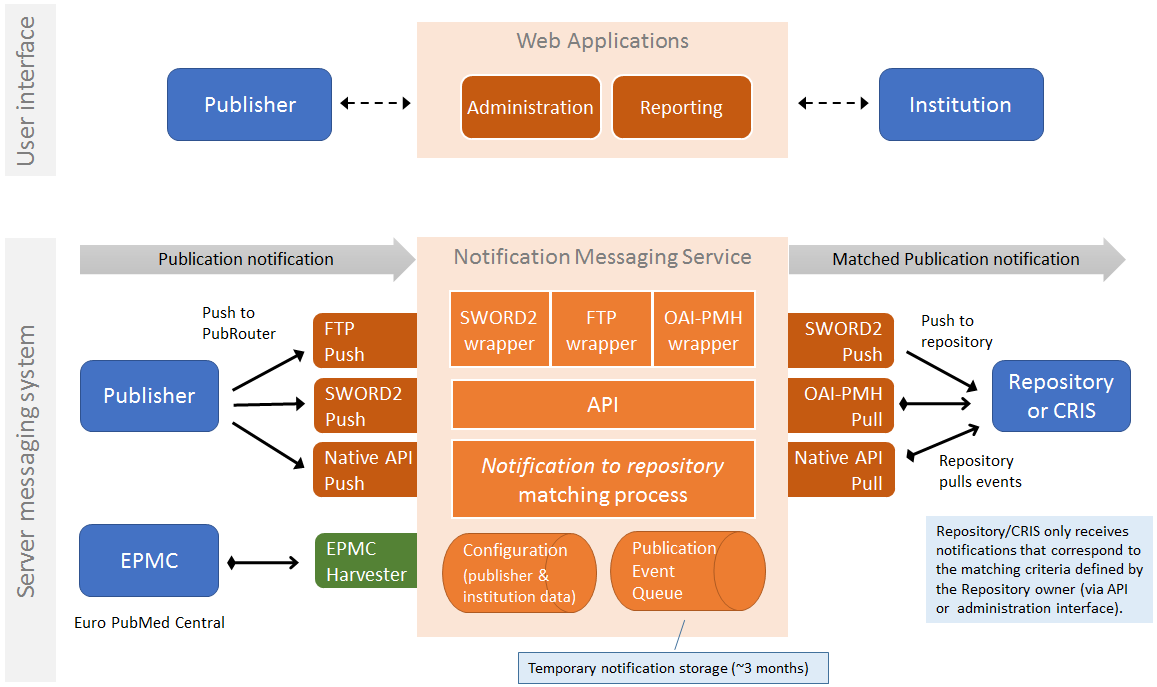 User interface
Web Applications
Publisher
Administration
Reporting
Institution
Server messaging system
Publication notification
Notification Messaging Service
Matched Publication notification
Push to
PubRouter
FTP
Push
SWORD2
Push
Native API
Push
Publisher
SWORD2
wrapper
FTP
wrapper
OAI-PMH
wrapper
API
Notification to repository
matching process
Configuration
(publisher &
institution data)
Publication
Event
Queue
SWORD2
Push
OAI-PMH
Pull
Native API
Pull
Push to
repository
Repository
or CRIS
Repository
pulls events
EPMC
EPMC
Harvester
Euro PubMed Central
Repository/CRIS only receives
notifications that correspond to
the matching criteria defined by
the Repository owner (via API
or administration interface).
Temporary notification storage (~3 months)